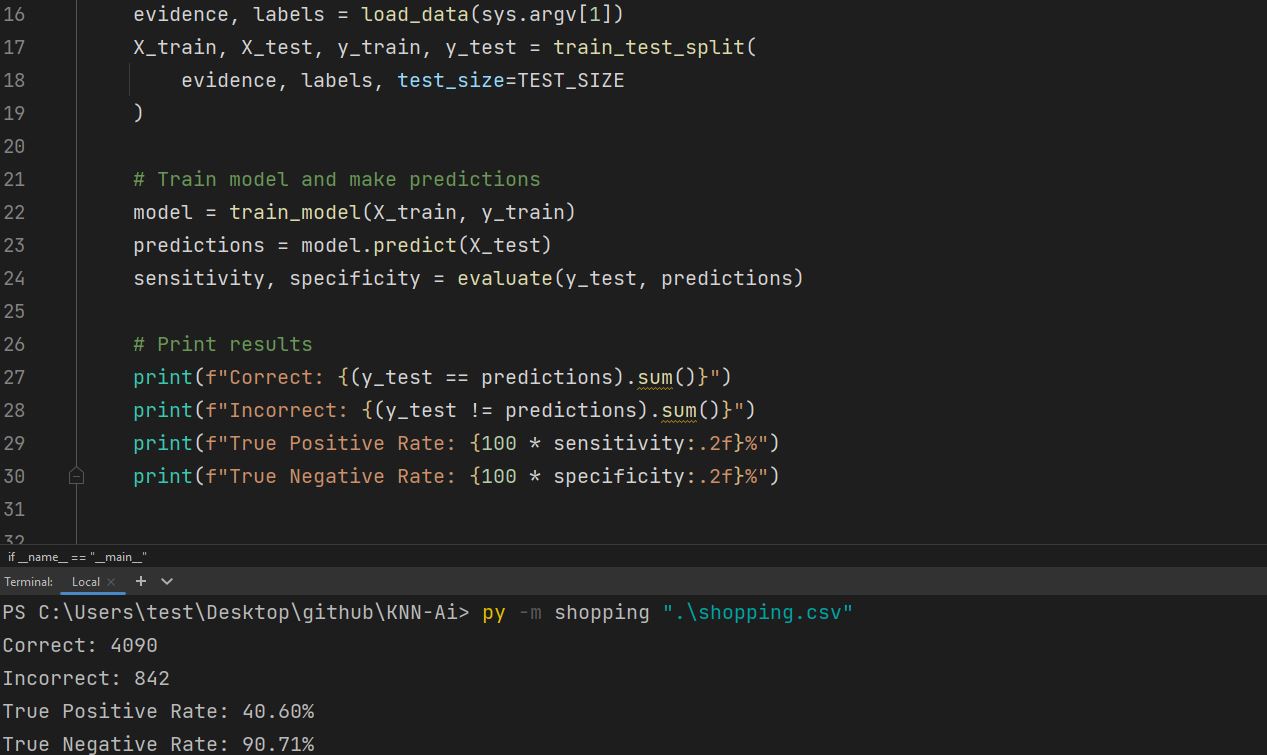 16 evidence, labels = load_data(sys.argv[1])
17 X_train, X_test, y_train, y_test = train_test_split(
18 evidence, labels, test_size=TEST_SIZE
19 )
20
21 # Train model and make predictions
22 model = train_model(X_train, y_train)
23 predictions = model.predict(X_test)
24 sensitivity, specificity = evaluate(y_test, predictions)
25
26 # Print results
27 print(f"Correct: {(y_test == predictions).sum()}")
28 print(f"Incorrect: {(y_test != predictions).sum()}")
29 print(f"True Positive Rate: {100 * sensitivity:.2f}%")
30 print(f"True Negative Rate: {100 * specificity:.2f}%")
31
32
if __name__ == "__main__"
Terminal: Local × +
PS C:\Users\test\Desktop\github\KNN-Ai> py -m shopping ".\shopping.csv"
Correct: 4090
Incorrect: 842
True Positive Rate: 40.60%
True Negative Rate: 90.71%